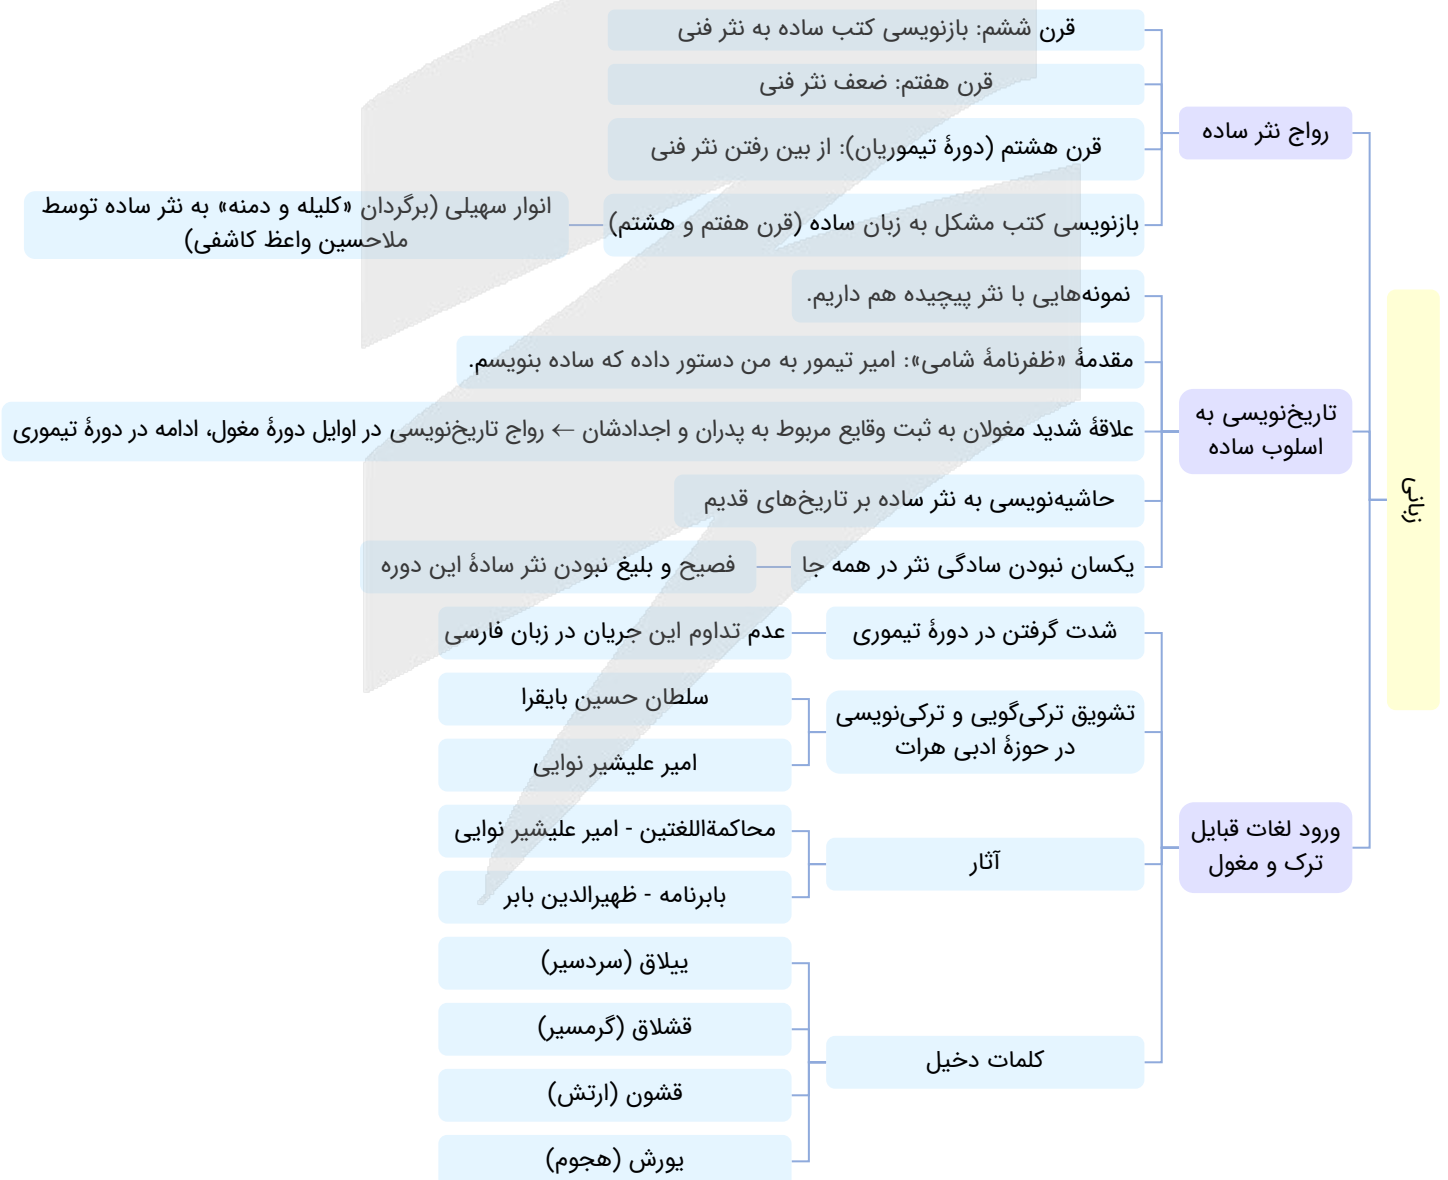 زبانی
رواج نثر ساده
قرن ششم: بازنویسی کتب ساده به نثر فنی
قرن هفتم: ضعف نثر فنی
قرن هشتم (دورهٔ تیموریان): از بین رفتن نثر فنی
بازنویسی کتب مشکل به زبان ساده (قرن هفتم و هشتم)
انوار سهیلی (برگردان «کلیله و دمنه» به نثر ساده توسط
ملاحسین واعظ کاشفی)
تاریخ‌نویسی به
اسلوب ساده
نمونه‌هایی با نثر پیچیده هم داریم.
مقدمهٔ «ظفرنامهٔ شامی»: امیر تیمور به من دستور داده که ساده بنویسم.
علاقهٔ شدید مغولان به ثبت وقایع مربوط به پدران و اجدادشان ← رواج تاریخ‌نویسی در اوایل دورهٔ مغول، ادامه در دورهٔ تیموری
حاشیه‌نویسی به نثر ساده بر تاریخ‌های قدیم
یکسان نبودن سادگی نثر در همه جا
فصیح و بلیغ نبودن نثر سادهٔ این دوره
ورود لغات قبایل
ترک و مغول
شدت گرفتن در دورهٔ تیموری
عدم تداوم این جریان در زبان فارسی
تشویق ترکی‌گویی و ترکی‌نویسی
در حوزهٔ ادبی هرات
سلطان حسین بایقرا
امیر علیشیر نوایی
آثار
محاکمةاللغتین - امیر علیشیر نوایی
بابرنامه - ظهیرالدین بابر
کلمات دخیل
ییلاق (سردسیر)
قشلاق (گرمسیر)
قشون (ارتش)
یورش (هجوم)